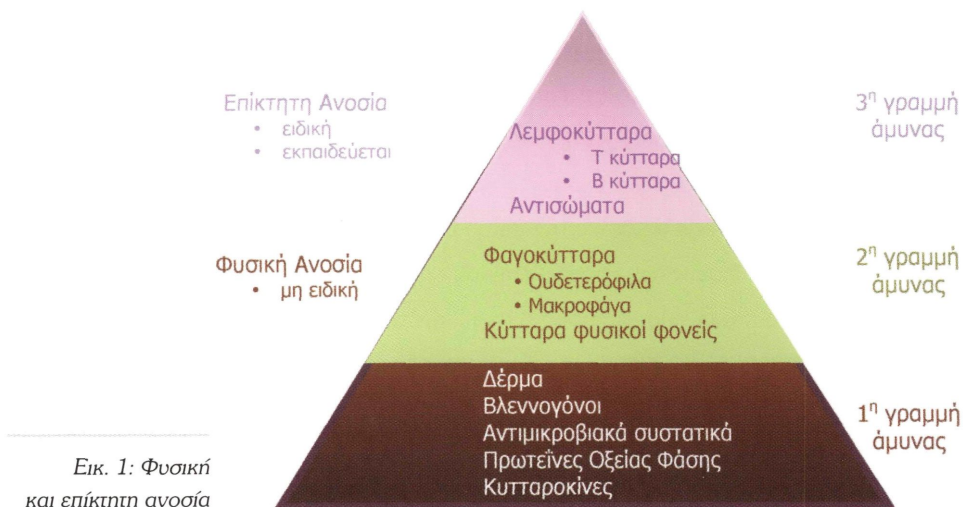 Επίκτητη Ανοσία
• ειδική
• εκπαιδεύεται
Λεμφοκύτταρα
• Τ κύτταρα
• Β κύτταρα
Αντισώματα
3η γραμμή
άμυνας
Φυσική Ανοσία
• μη ειδική
Φαγοκύτταρα
• Ουδετερόφιλα
• Μακροφάγα
Κύτταρα φυσικοί φονείς
2η γραμμή
άμυνας
Δέρμα
Βλεννογόνοι
Αντιμικροβιακά συστατικά
Πρωτεΐνες Οξείας Φάσης
Κυτταροκίνες
1η γραμμή
άμυνας
Εικ. 1: Φυσική
και επίκτητη ανοσία